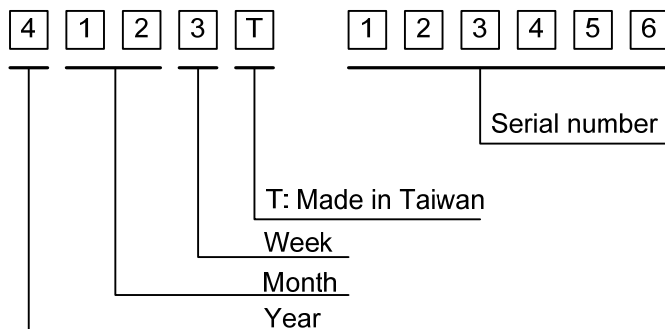 4 1 2 3 T 1 2 3 4 5 6
Serial number
T: Made in Taiwan
Week
Month
Year